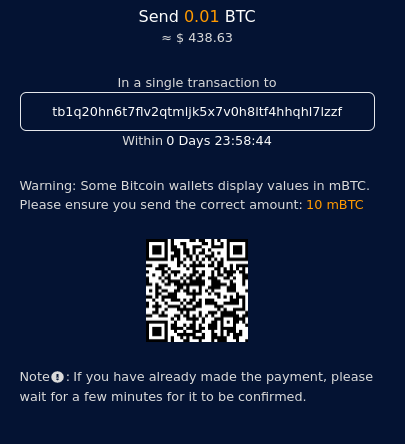 Send 0.01 BTC
≈ $ 438.63
In a single transaction to
tb1q20hn6t7flv2qtmljk5x7v0h8ltf4hhqhl7lzzf
Within 0 Days 23:58:44
Warning: Some Bitcoin wallets display values in mBTC.
Please ensure you send the correct amount: 10 mBTC
Note: If you have already made the payment, please
wait for a few minutes for it to be confirmed.